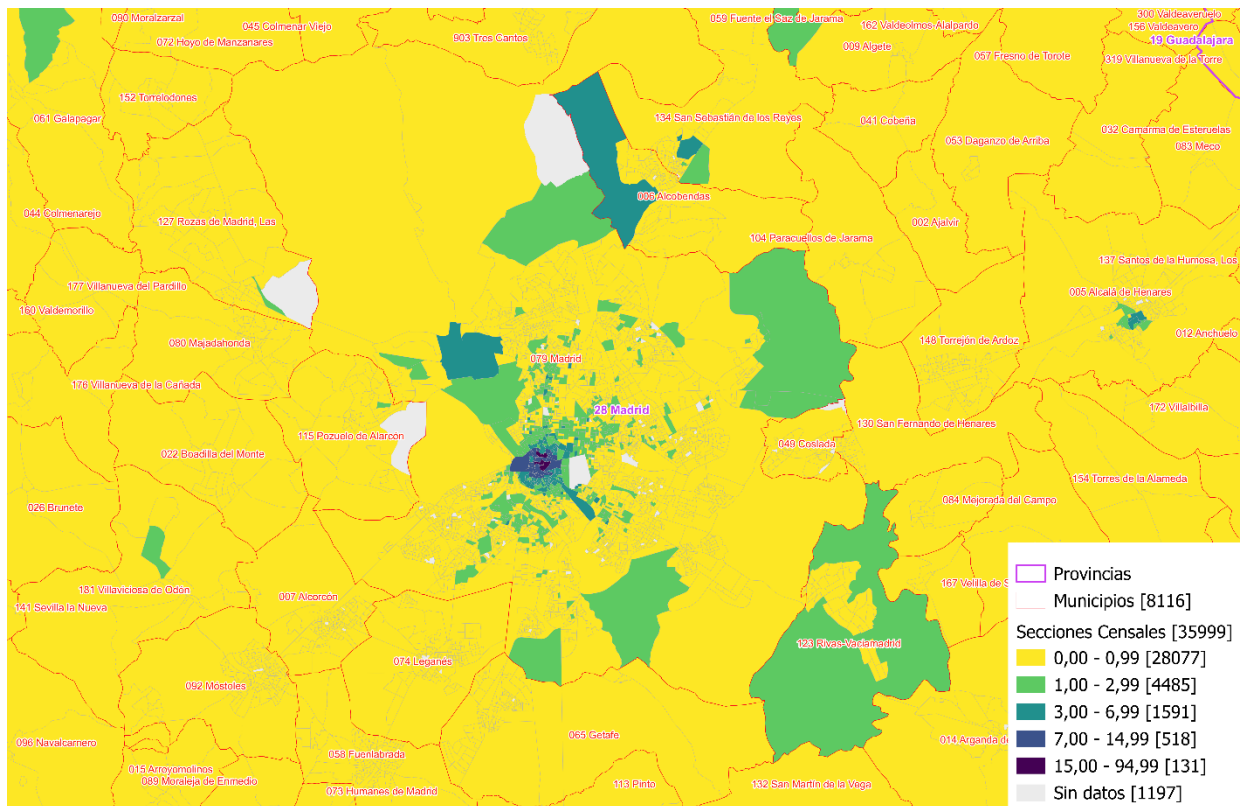 090 Moralzarzal
045 Colmenar Viejo
059 Fuente el Saz de Jarama
300 Valdeaveruelo
162 Valdeolmos-Alalpardo
156 Valdeavero
072 Hoyo de Manzanares
903 Tres Cantos
009 Algete
19 Guadalajara
057 Fresno de Torote
319 Villanueva de la Torre
152 Torrelodones
061 Galapagar
134 San Sebastián de los Reyes
041 Cobeña
032 Camarma de Esteruelas
053 Daganzo de Arriba
083 Meco
044 Colmenarejo
127 Rozas de Madrid, Las
006 Alcobendas
002 Ajalvir
104 Paracuellos de Jarama
137 Santos de la Humosa, Los
177 Villanueva del Pardillo
005 Alcalá de Henares
160 Valdemorillo
012 Anchuelo
080 Majadahonda
148 Torrejón de Ardoz
079 Madrid
176 Villanueva de la Cañada
28 Madrid
172 Villalbilla
130 San Fernando de Henares
115 Pozuelo de Alarcón
049 Coslada
022 Boadilla del Monte
154 Torres de la Alameda
084 Mejorada del Campo
026 Brunete
181 Villaviciosa de Odón
007 Alcorcón
167 Velilla de S
141 Sevilla la Nueva
123 Rivas-Vaciamadrid
074 Leganés
092 Móstoles
065 Getafe
014 Arganda de
096 Navalcarnero
058 Fuenlabrada
015 Arroyomolinos
089 Moraleja de Enmedio
073 Humanes de Madrid
113 Pinto
132 San Martín de la Vega
Provincias
Municipios [8116]
Secciones Censales [35999]
0,00 - 0,99 [28077]
1,00 - 2,99 [4485]
3,00 - 6,99 [1591]
7,00 - 14,99 [518]
15,00 - 94,99 [131]
Sin datos [1197]